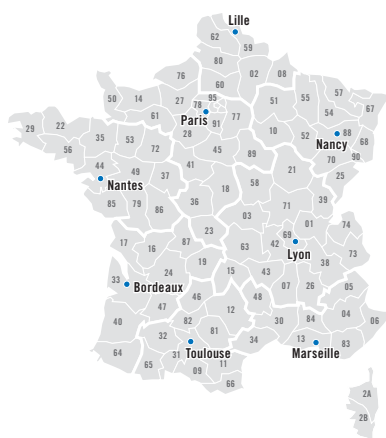 Lille
62
59
80
76 02 08
60
50 14 27 95 51 55 57
78 54 67
Paris 77
61 91
29 22 28 10 52 88
35 53 Nancy 68
56 72 45 89 70 90
44 49 41 25
37 21
Nantes 18 58
85 79 86 36 71 39
03
01 74
23 69
17 16 87 63 42
Lyon 73
19 38
24 15 43
33 Bordeaux 07 26 05
46 48
47 12
40 82 04 06
32 81 30 84
34 13 83
64 31 Toulouse Marseille
65 09 11
66
2A
2B